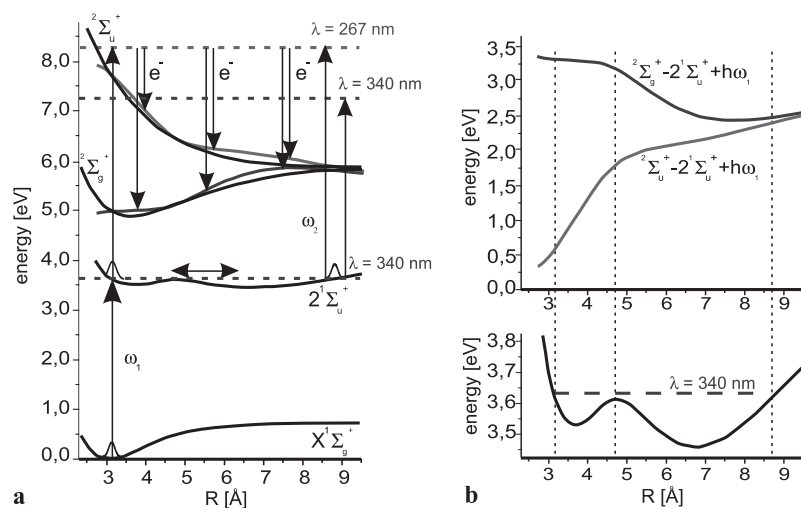 ²Σᵤ⁺
λ = 267 nm
e⁻ e⁻ e⁻
λ = 340 nm
²Σg⁺
ω₂
λ = 340 nm
2¹Σᵤ⁺
ω₁
X¹Σg⁺
8,0
7,0
6,0
5,0
4,0
3,0
2,0
1,0
0,0
energy [eV]
3 4 5 6 7 8 9
R [Å]
a
3,5
3,0
2,5
2,0
1,5
1,0
0,5
0,0
energy [eV]
²Σg⁺-2¹Σᵤ⁺+hω₁
²Σᵤ⁺-2¹Σᵤ⁺+hω₁
3 4 5 6 7 8 9
3,8
3,7
3,6
3,5
energy [eV]
λ = 340 nm
3 4 5 6 7 8 9
R [Å]
b